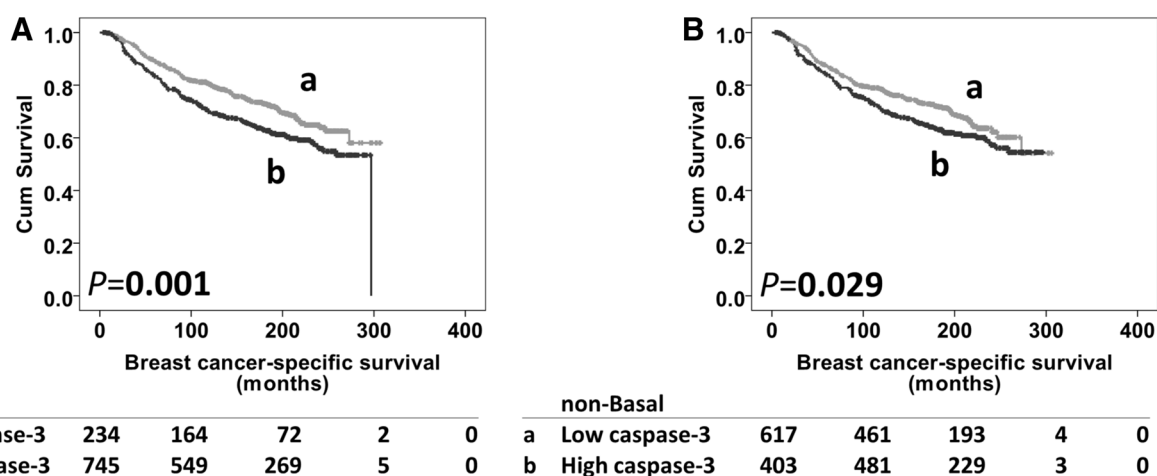 A
1.0
0.8
0.6
0.4
0.2
0.0
Cum Survival
a
b
P=0.001
0 100 200 300 400
Breast cancer-specific survival
(months)
ase-3 234 164 72 2 0
ase-3 745 549 269 5 0
B
1.0
0.8
0.6
0.4
0.2
0.0
Cum Survival
a
b
P=0.029
0 100 200 300 400
Breast cancer-specific survival
(months)
non-Basal
a Low caspase-3 617 461 193 4 0
b High caspase-3 403 481 229 3 0